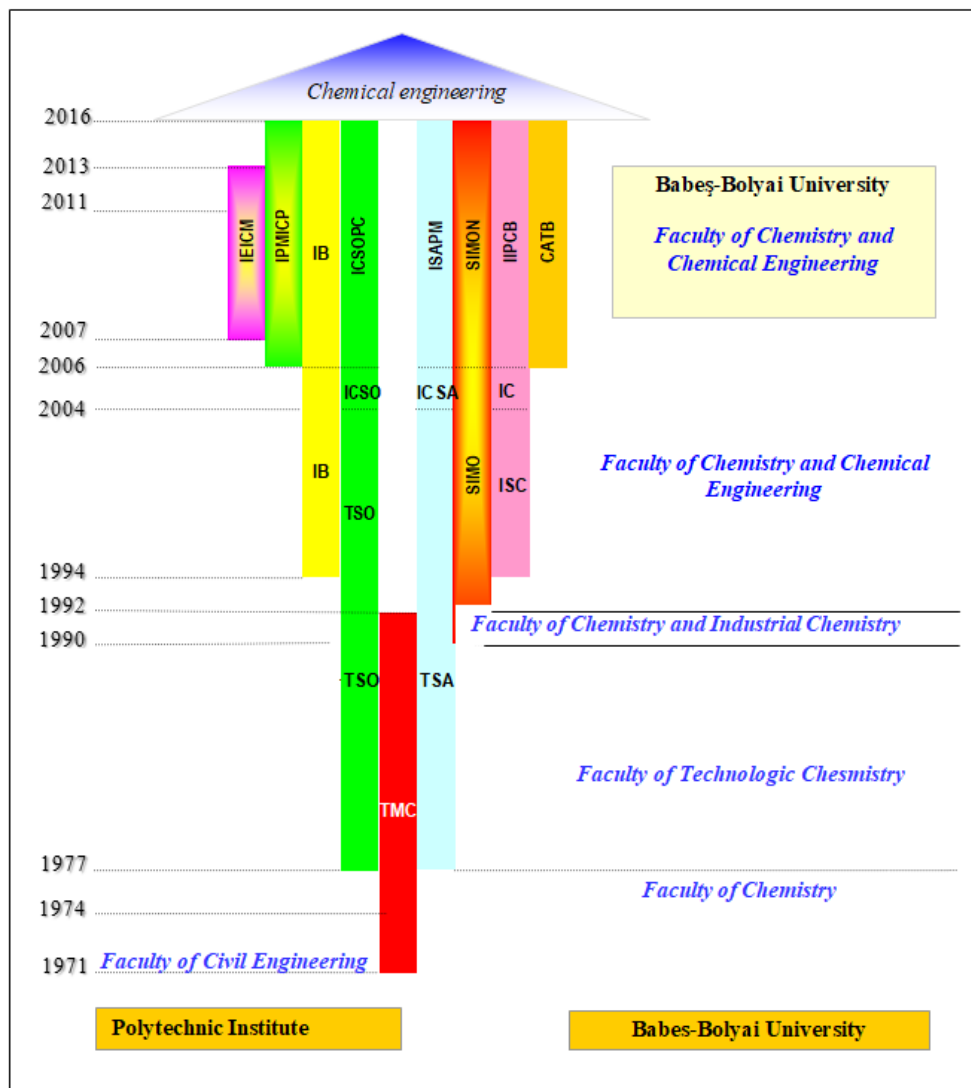 Chemical engineering
2016
2013
2011
2007
2006
2004
1994
1992
1990
1977
1974
1971
IEICM
IPMICP
IB
ICSOPC
ISAPM
SIMON
IIPCB
CATB
ICSO
IC SA
IC
IB
TSO
SIMO
ISC
TSO
TSA
TMC
Babeş-Bolyai University
Faculty of Chemistry and
Chemical Engineering
Faculty of Chemistry and Chemical
Engineering
Faculty of Chemistry and Industrial Chemistry
Faculty of Technologic Chesmistry
Faculty of Chemistry
Faculty of Civil Engineering
Polytechnic Institute
Babes-Bolyai University